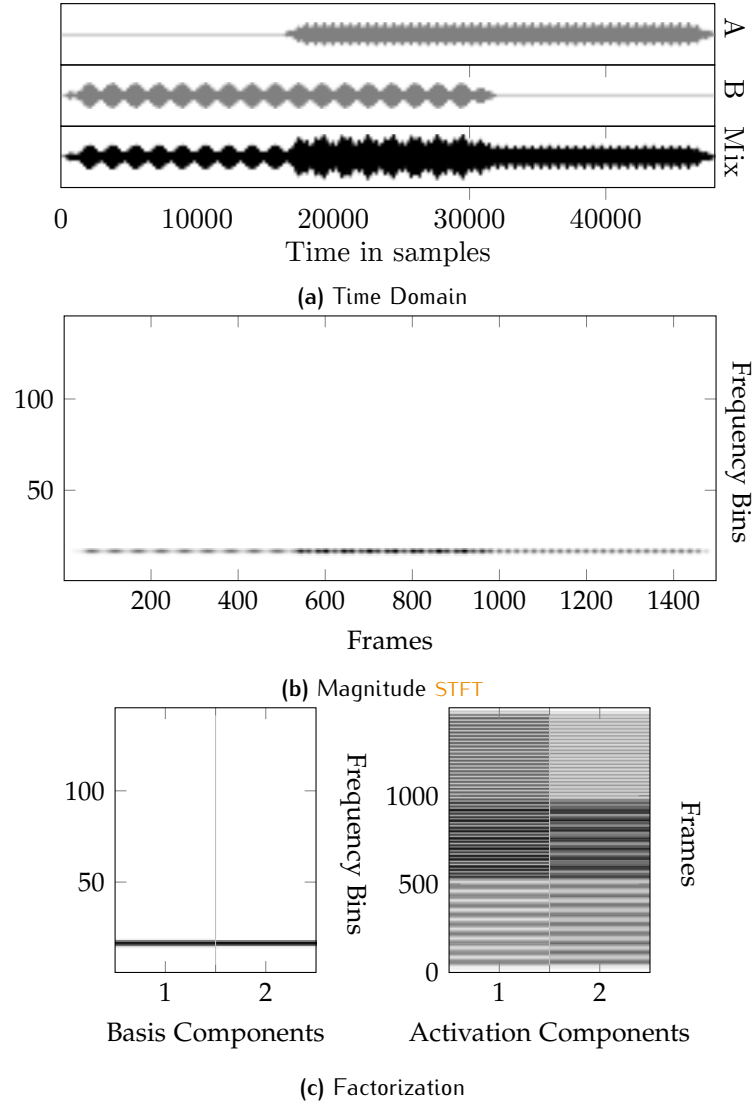 A
B
Mix
0 10000 20000 30000 40000
Time in samples
(a) Time Domain
100
50
Frequency Bins
200 400 600 800 1000 1200 1400
Frames
(b) Magnitude STFT
100
50
Frequency Bins
1 2
Basis Components
1000
500
0
Frames
1 2
Activation Components
(c) Factorization